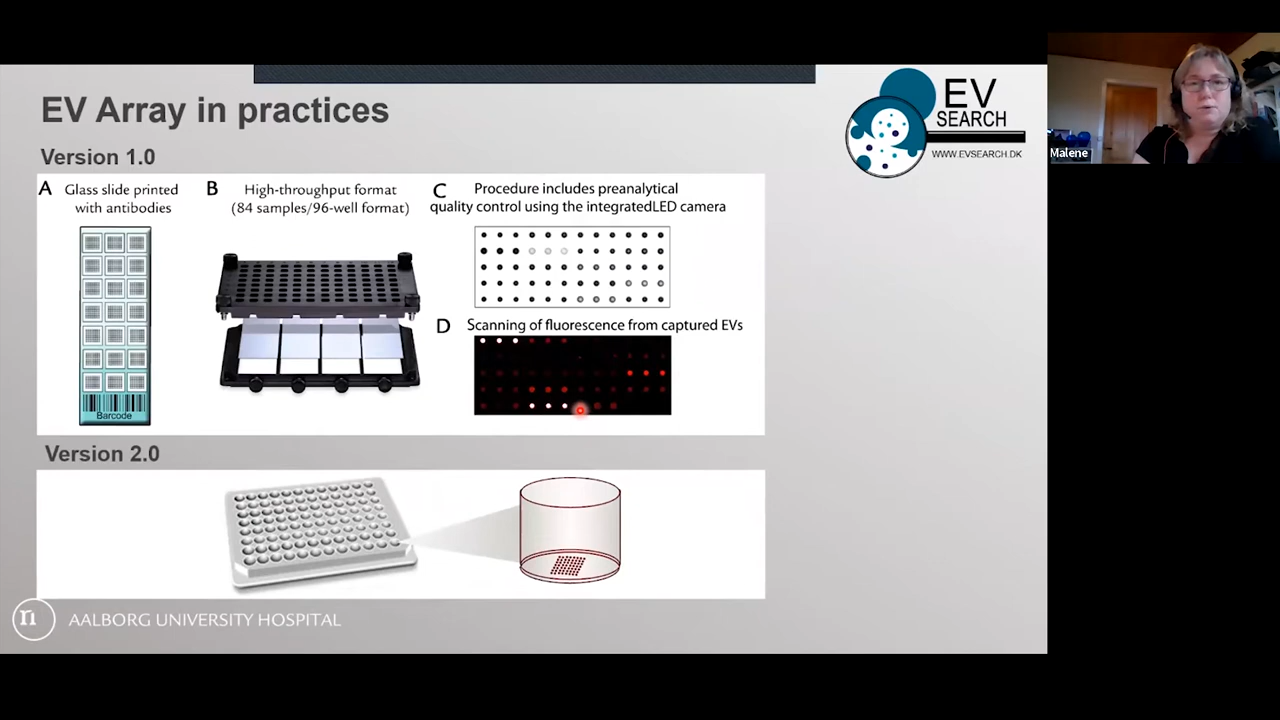 EV Array in practices
EV
SEARCH
WWW.EVSEARCH.DK
Malene
Version 1.0
A Glass slide printed
with antibodies
B High-throughput format
(84 samples/96-well format)
C Procedure includes preanalytical
quality control using the integratedLED camera
D Scanning of fluorescence from captured EVs
Barcode
Version 2.0
n AALBORG UNIVERSITY HOSPITAL